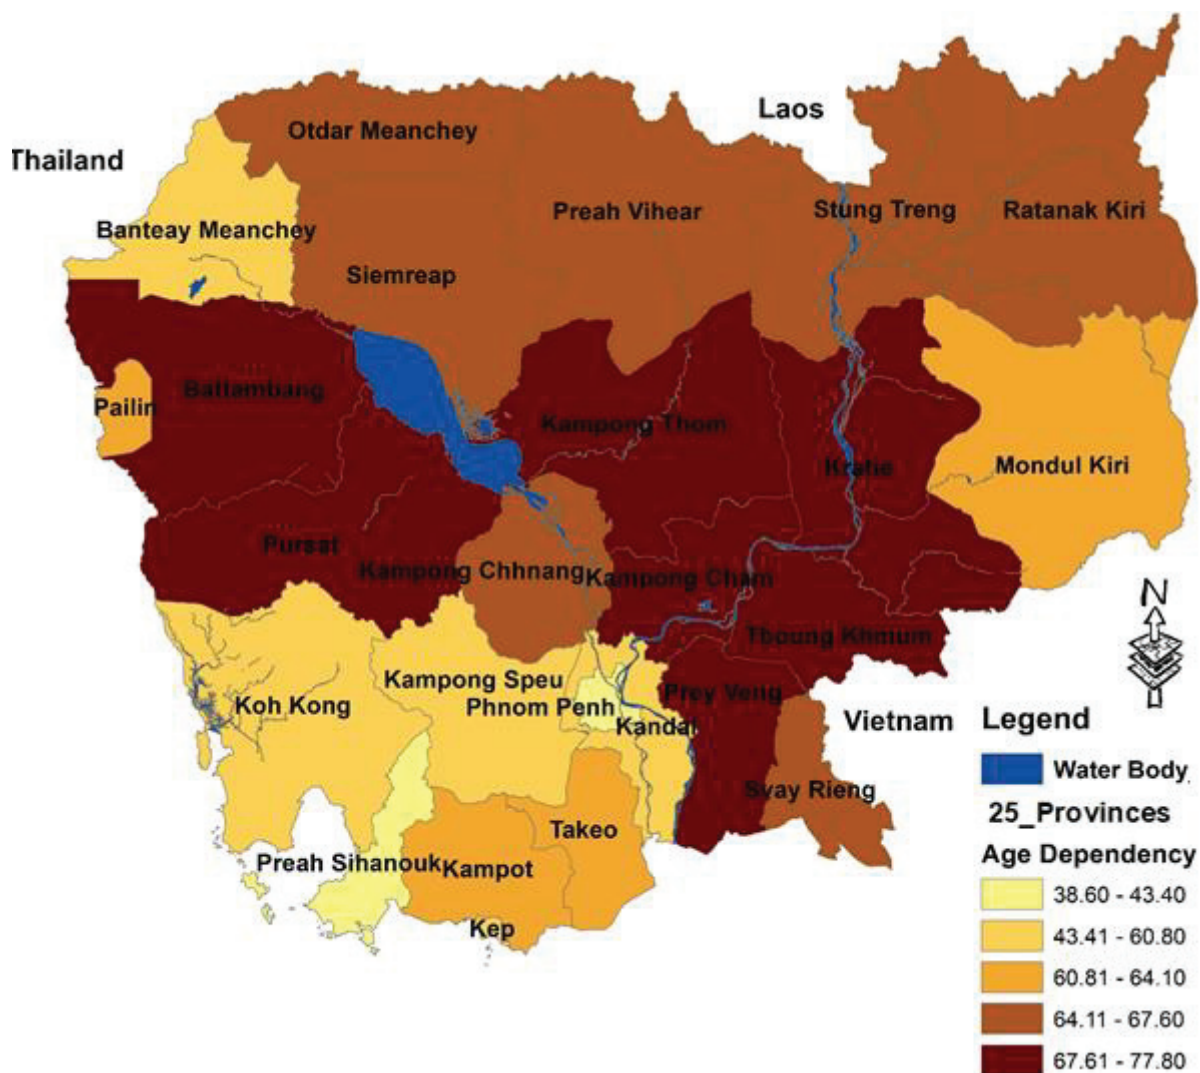 Laos
Otdar Meanchey
Thailand
Preah Vihear
Stung Treng
Ratanak Kiri
Banteay Meanchey
Siemreap
Battambang
Pailin
Kampong Thom
Kratie
Mondul Kiri
Pursat
Kampong Chhnang
Kampong Cham
N
Tboung Khmum
Kampong Speu
Prey Veng
Koh Kong
Phnom Penh
Kandal
Vietnam
Legend
Water Body
Svay Rieng
25_Provinces
Takeo
Age Dependency
Preah Sihanouk
Kampot
38.60 - 43.40
Kep
43.41 - 60.80
60.81 - 64.10
64.11 - 67.60
67.61 - 77.80